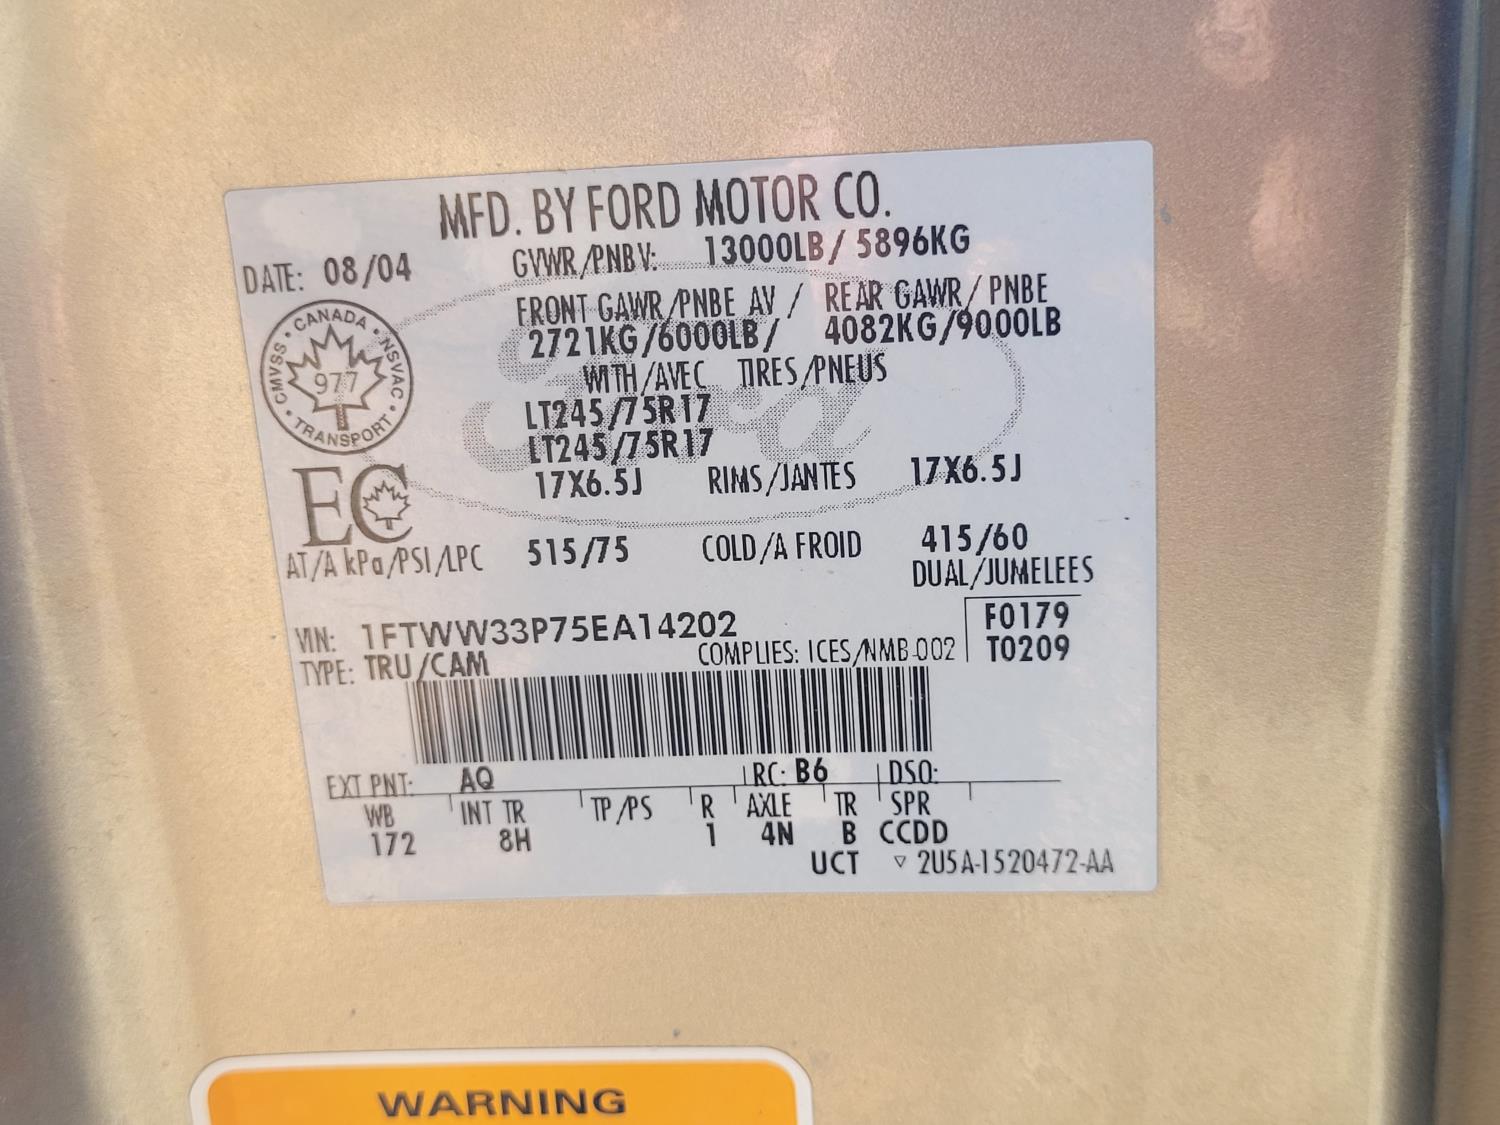 MFD. BY FORD MOTOR CO.
DATE: 08/04
GVWR/PNBV: 13000LB/ 5896KG
FRONT GAWR/PNBE AV / REAR GAWR/ PNBE
2721KG/6000LB/ 4082KG/9000LB
WITH/AVEC TIRES/PNEUS
LT245/75R17
LT245/75R17
17X6.5J RIMS/JANTES 17X6.5J
CANADA
CMVSS • NSVAC
977
TRANSPORT
EC
Ford
AT/A kPa/PSI/LPC 515/75 COLD/A FROID 415/60
DUAL/JUMELEES
VIN: 1FTWW33P75EA14202
F0179
TYPE: TRU/CAM COMPLIES: ICES/NMB-002 T0209
EXT PNT: AQ RC: B6 DSO:
WB INT TR TP/PS R AXLE TR SPR
172 8H 1 4N B CCDD
UCT ▽ 2U5A-1520472-AA
WARNING